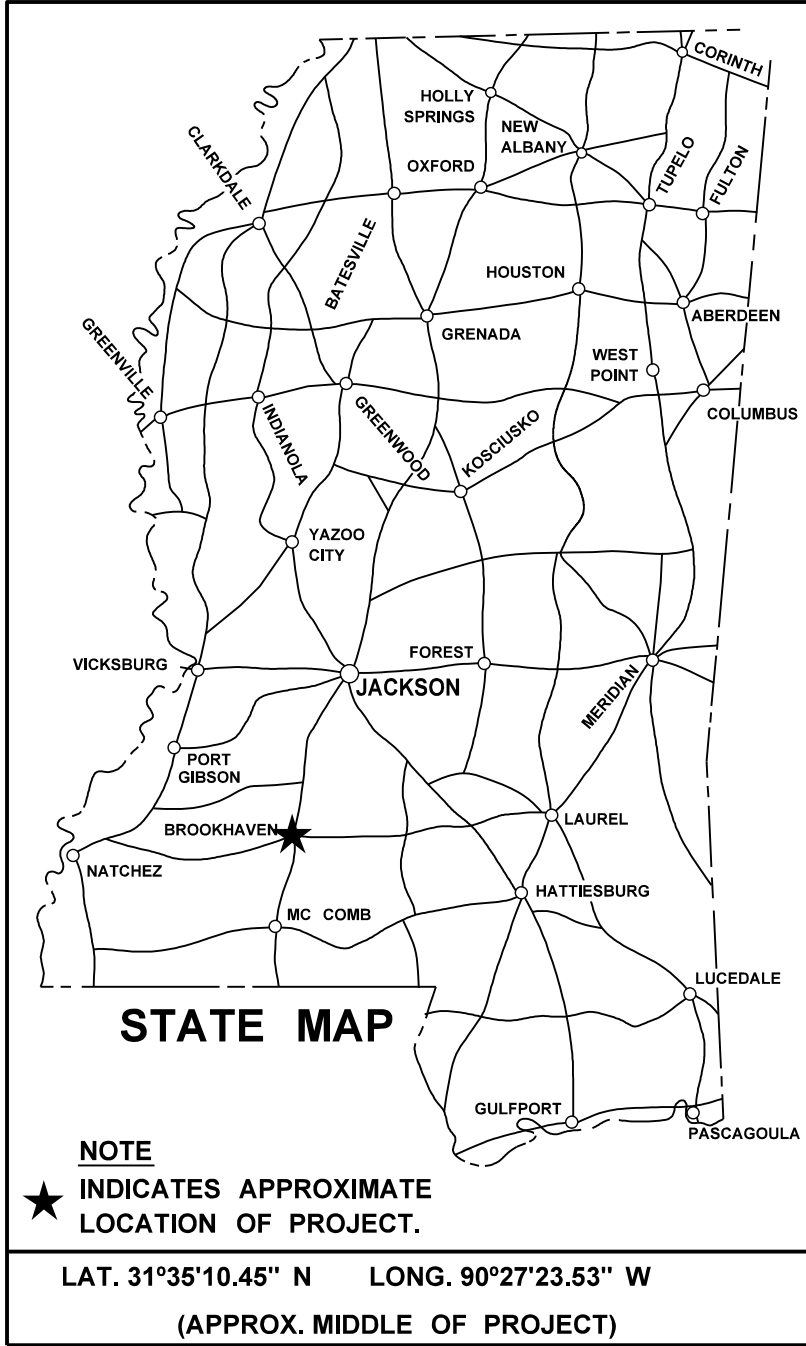 CORINTH
HOLLY
SPRINGS
NEW
ALBANY
CLARKDALE
OXFORD
TUPELO
FULTON
BATESVILLE
HOUSTON
ABERDEEN
GRENADA
GREENVILLE
WEST
POINT
COLUMBUS
INDIANOLA
GREENWOOD
KOSCIUSKO
YAZOO
CITY
VICKSBURG
FOREST
JACKSON
MERIDIAN
PORT
GIBSON
BROOKHAVEN
LAUREL
NATCHEZ
HATTIESBURG
MC COMB
LUCEDALE
STATE MAP
GULFPORT
PASCAGOULA
NOTE
INDICATES APPROXIMATE
LOCATION OF PROJECT.
LAT. 31º35'10.45" N LONG. 90º27'23.53" W
(APPROX. MIDDLE OF PROJECT)